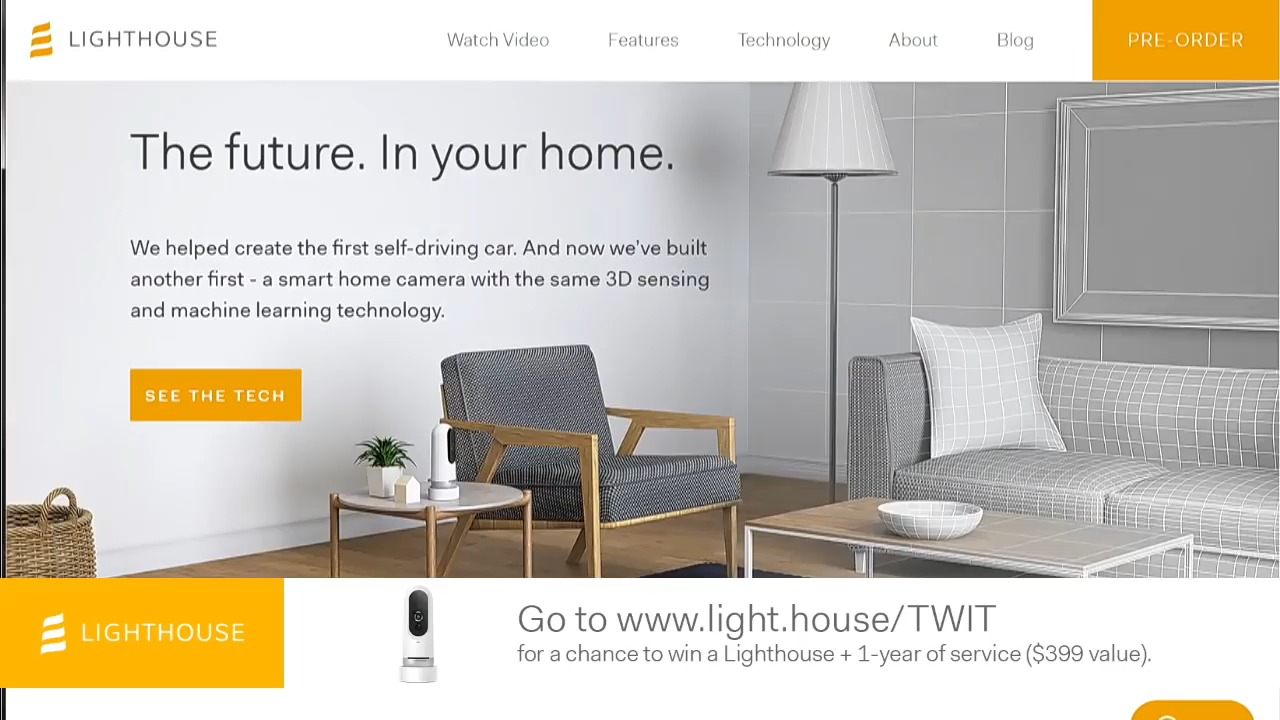 LIGHTHOUSE
Watch Video
Features
Technology
About
Blog
PRE-ORDER
The future. In your home.
We helped create the first self-driving car. And now we've built
another first - a smart home camera with the same 3D sensing
and machine learning technology.
SEE THE TECH
LIGHTHOUSE
Go to www.light.house/TWIT
for a chance to win a Lighthouse + 1-year of service ($399 value).